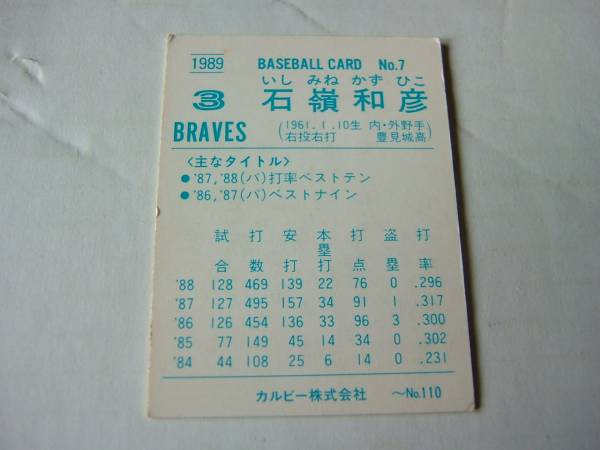 1989 BASEBALL CARD No.7
いし みね かず ひこ
3 石嶺和彦
BRAVES (1961.1.10生 内・外野手
右投右打 豊見城高)
〈主なタイトル〉
●'87,'88(パ)打率ベストテン
●'86,'87(パ)ベストナイン
試合 打数 安打 本塁打 打点 盗塁 打率
'88 128 469 139 22 76 0 .296
'87 127 495 157 34 91 1 .317
'86 126 454 136 33 96 3 .300
'85 77 149 45 14 34 0 .302
'84 44 108 25 6 14 0 .231
カルビー株式会社 〜No.110